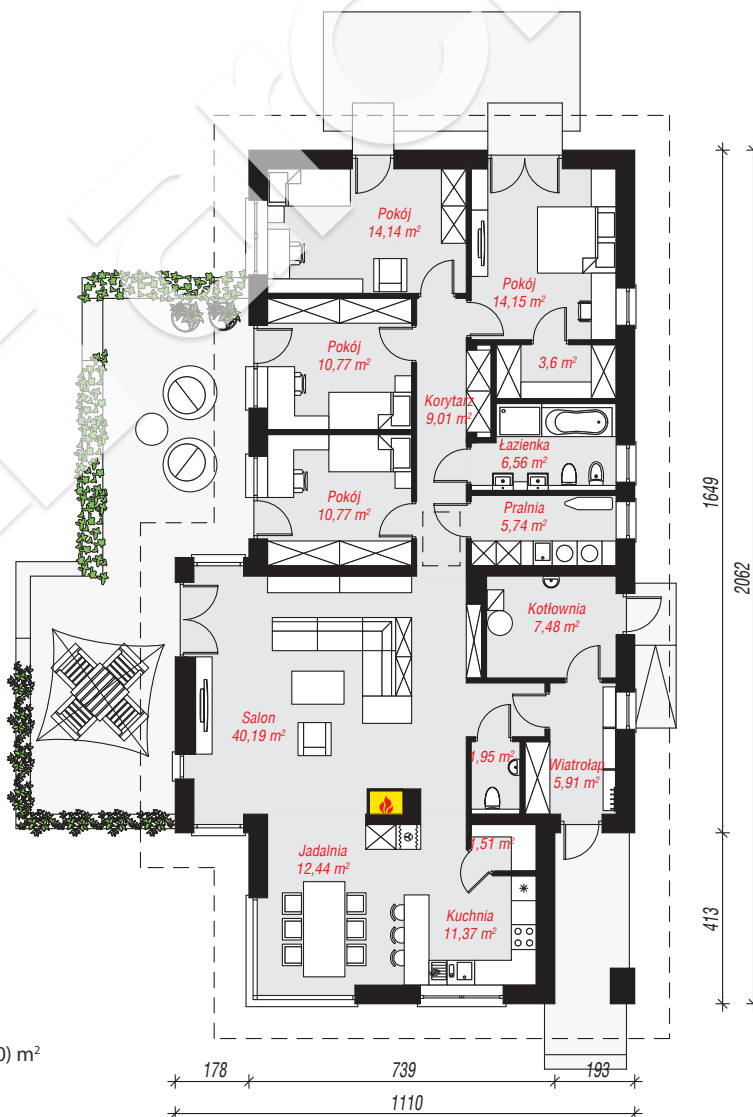 Pokój
14,14 m²
Pokój
14,15 m²
Pokój
10,77 m²
3,6 m²
Korytarz
9,01 m²
Łazienka
6,56 m²
Pokój
10,77 m²
Pralnia
5,74 m²
Kotłownia
7,48 m²
Salon
40,19 m²
1,95 m²
Wiatrołap
5,91 m²
1,51 m²
Jadalnia
12,44 m²
Kuchnia
11,37 m²
1649
2062
413
0) m²
178
739
193
1110